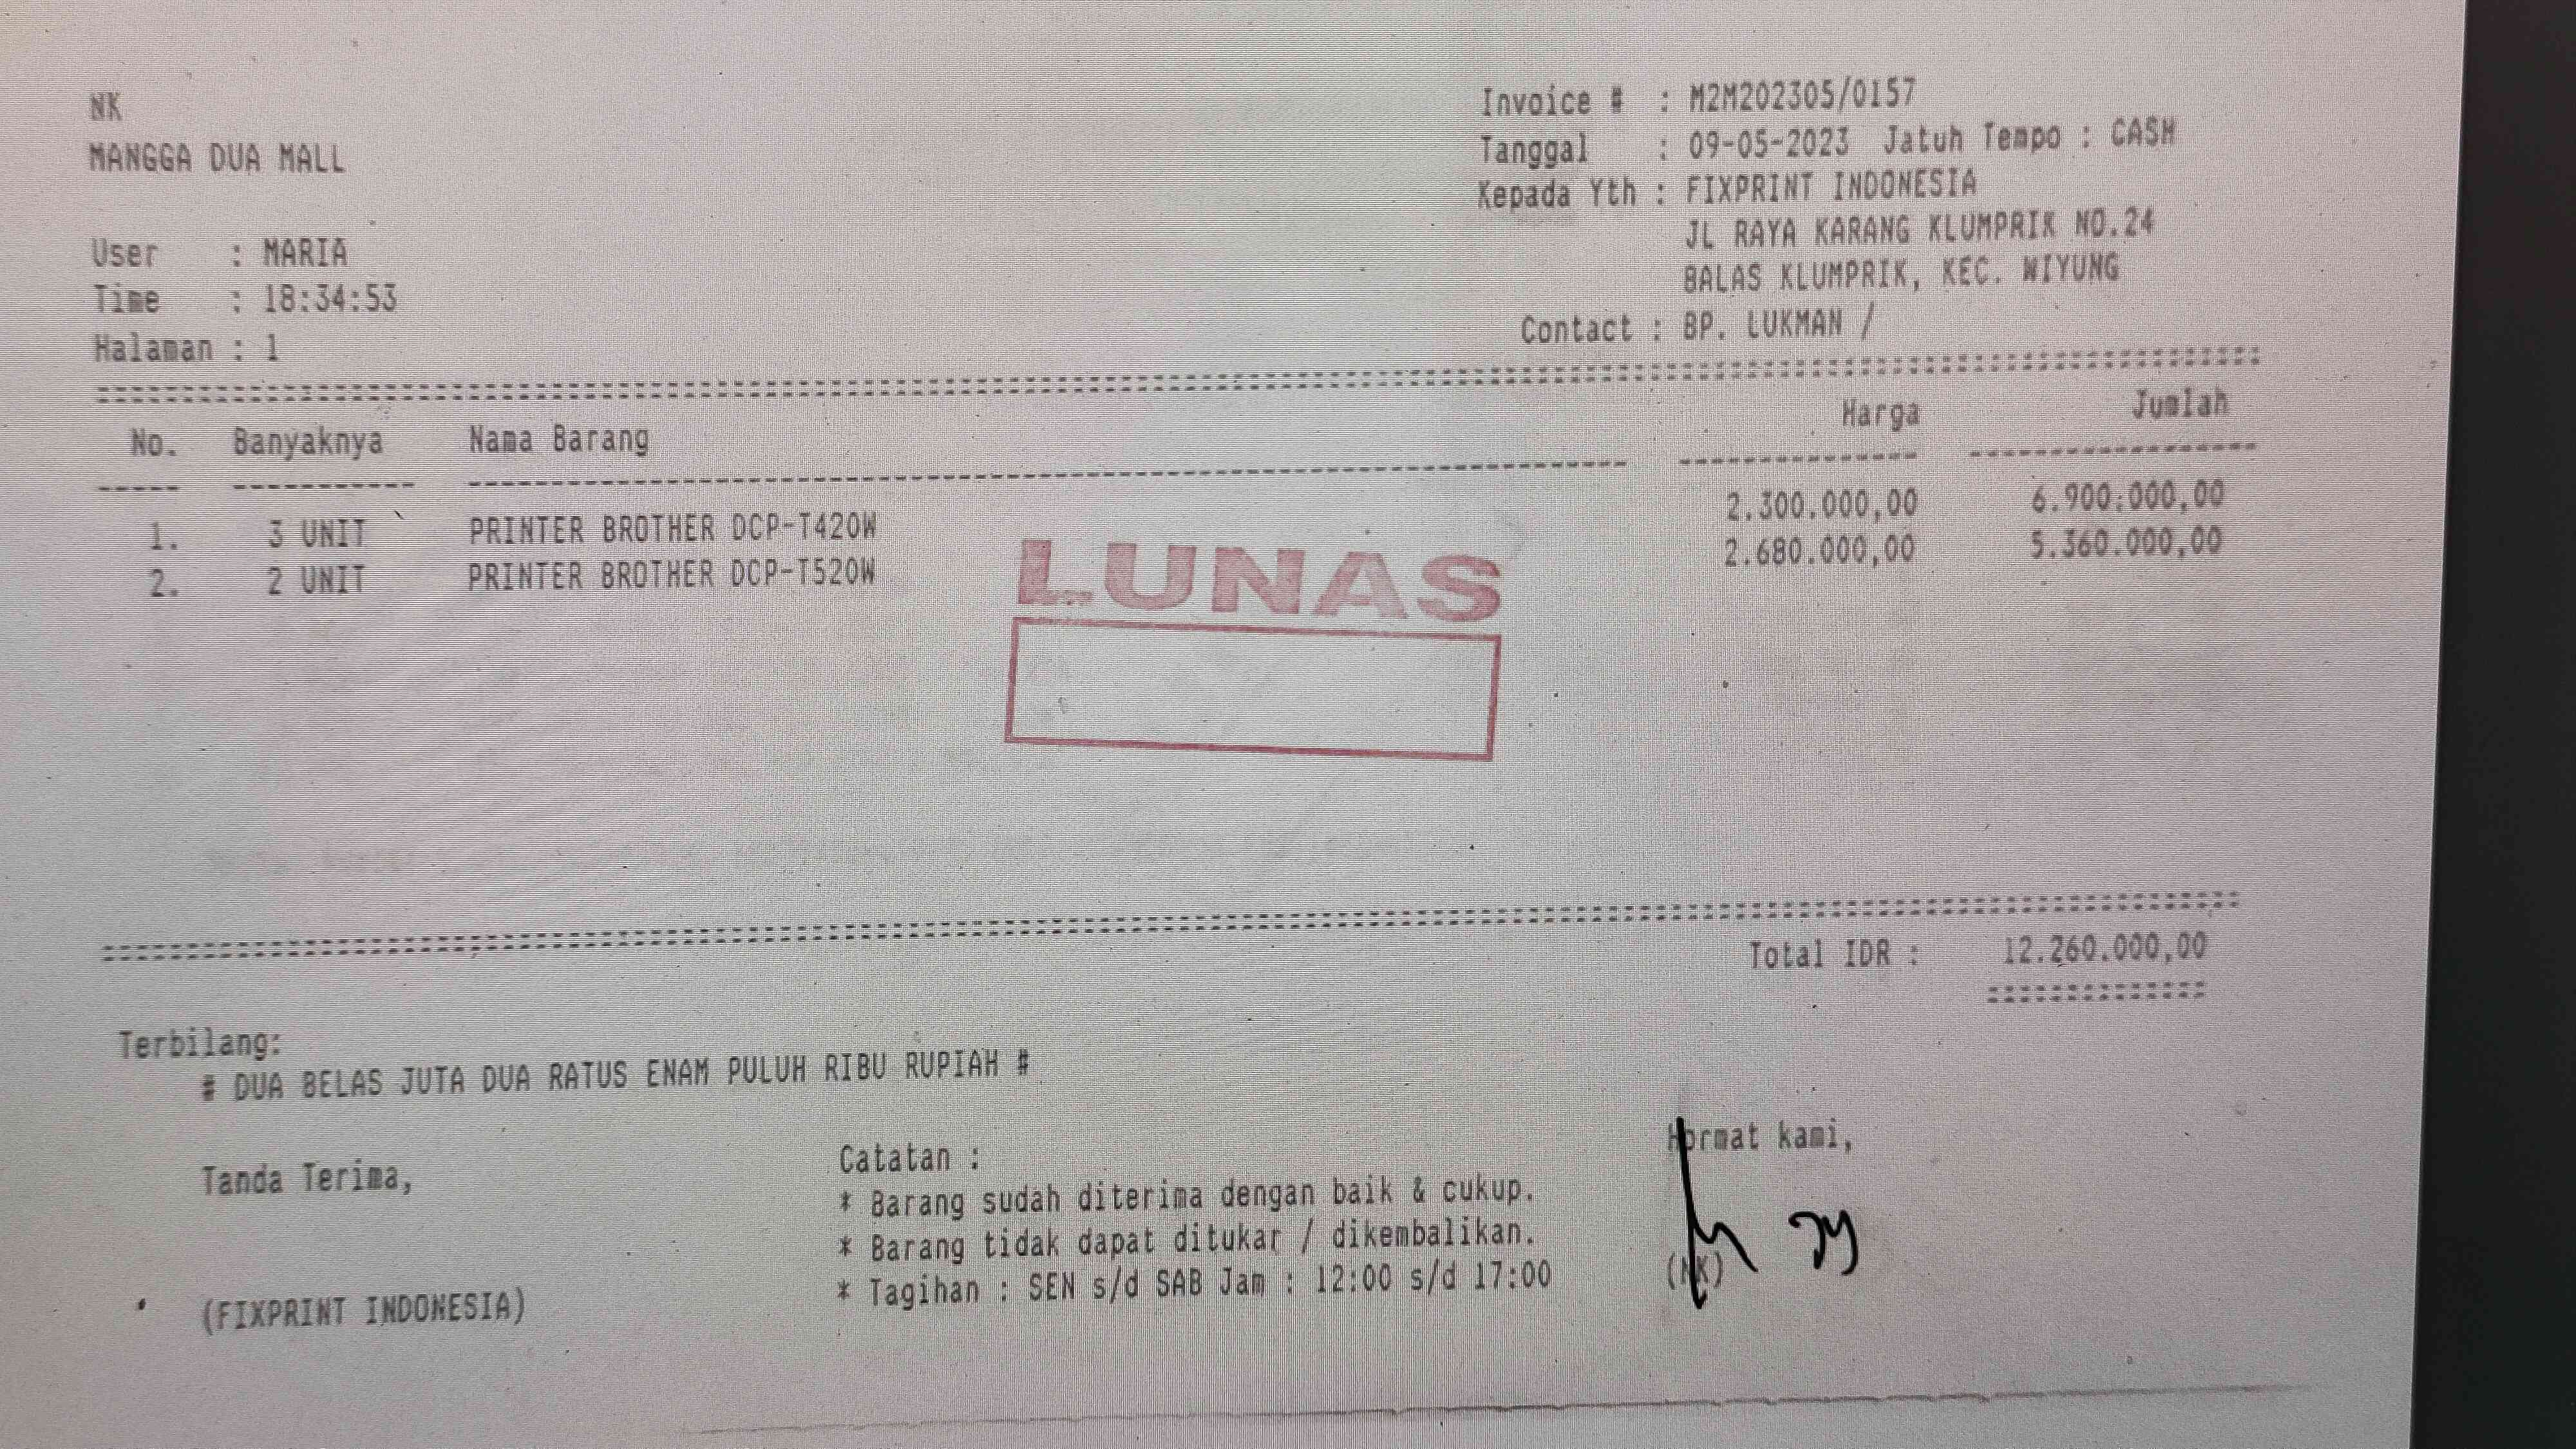 NK
MANGGA DUA MALL
User : MARIA
Time : 18:34:53
Halaman : 1
Invoice # : M2M202305/0157
Tanggal : 09-05-2023 Jatuh Tempo : CASH
Kepada Yth : FIXPRINT INDONESIA
JL RAYA KARANG KLUMPRIK NO.24
BALAS KLUMPRIK, KEC. WIYUNG
Contact : BP. LUKMAN /
No. Banyaknya Nama Barang Harga Jumlah
1. 3 UNIT PRINTER BROTHER DCP-T420W 2.300.000,00 6.900.000,00
2. 2 UNIT PRINTER BROTHER DCP-T520W 2.680.000,00 5.360.000,00
LUNAS
Total IDR : 12.260.000,00
Terbilang:
# DUA BELAS JUTA DUA RATUS ENAM PULUH RIBU RUPIAH #
Tanda Terima,
(FIXPRINT INDONESIA)
Catatan :
* Barang sudah diterima dengan baik & cukup.
* Barang tidak dapat ditukar / dikembalikan.
* Tagihan : SEN s/d SAB Jam : 12:00 s/d 17:00
Hormat kami,
(NK)